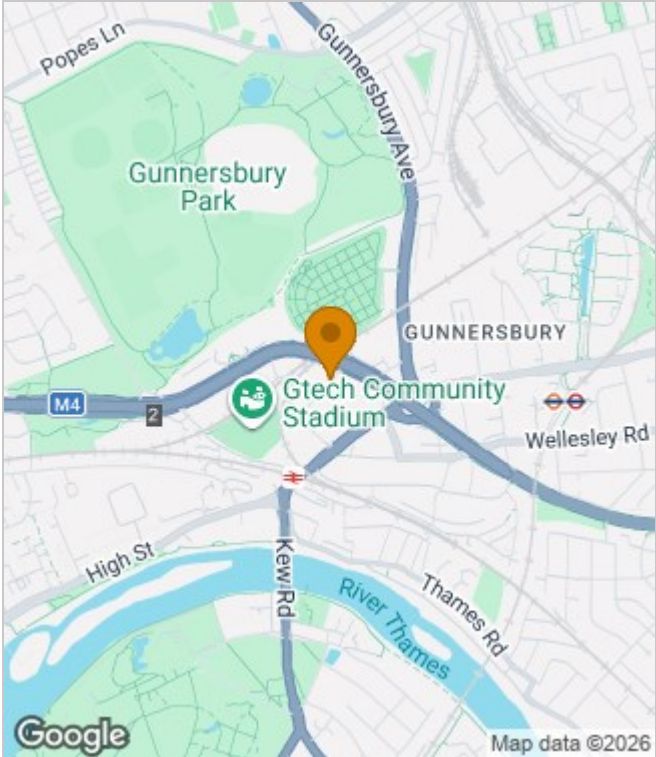 Popes Ln
Gunnersbury Ave
Gunnersbury
Park
GUNNERSBURY
M4
2
Gtech Community
Stadium
Wellesley Rd
High St
Kew Rd
Thames Rd
River Thames
Google
Map data ©2026